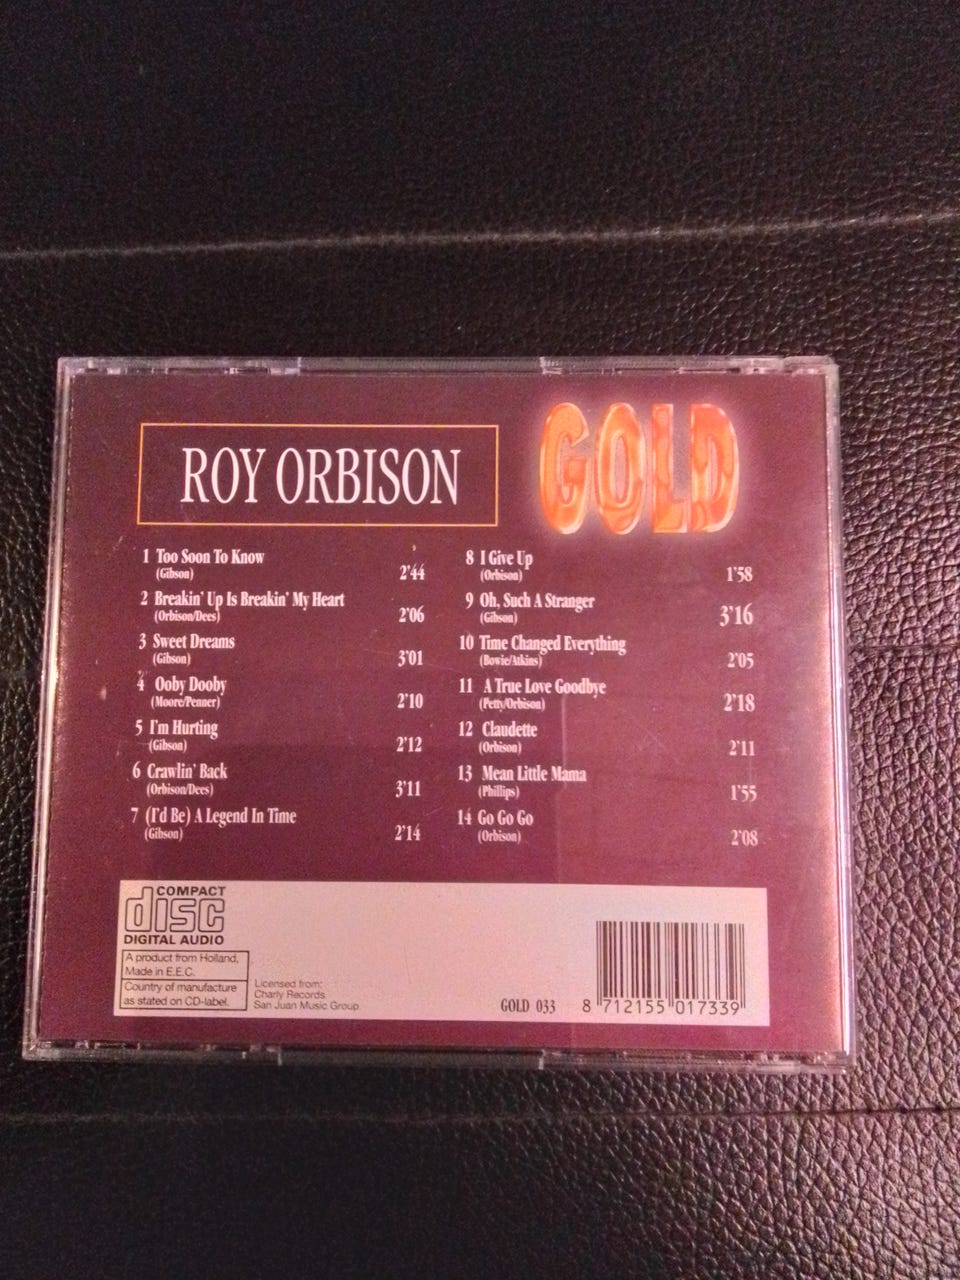 ROY ORBISON
GOLD
1 Too Soon To Know
(Gibson) 2'44
2 Breakin' Up Is Breakin' My Heart
(Orbison/Dees) 2'06
3 Sweet Dreams
(Gibson) 3'01
4 Ooby Dooby
(Moore/Penner) 2'10
5 I'm Hurting
(Gibson) 2'12
6 Crawlin' Back
(Orbison/Dees) 3'11
7 (I'd Be) A Legend In Time
(Gibson) 2'14
8 I Give Up
(Orbison) 1'58
9 Oh, Such A Stranger
(Gibson) 3'16
10 Time Changed Everything
(Bowie/Atkins) 2'05
11 A True Love Goodbye
(Petty/Orbison) 2'18
12 Claudette
(Orbison) 2'11
13 Mean Little Mama
(Phillips) 1'55
14 Go Go Go
(Orbison) 2'08
COMPACT
disc
DIGITAL AUDIO
A product from Holland,
Made in E.E.C.
Country of manufacture
as stated on CD-label.
Licensed from:
Charly Records
San Juan Music Group
GOLD 033
8 712155 017339